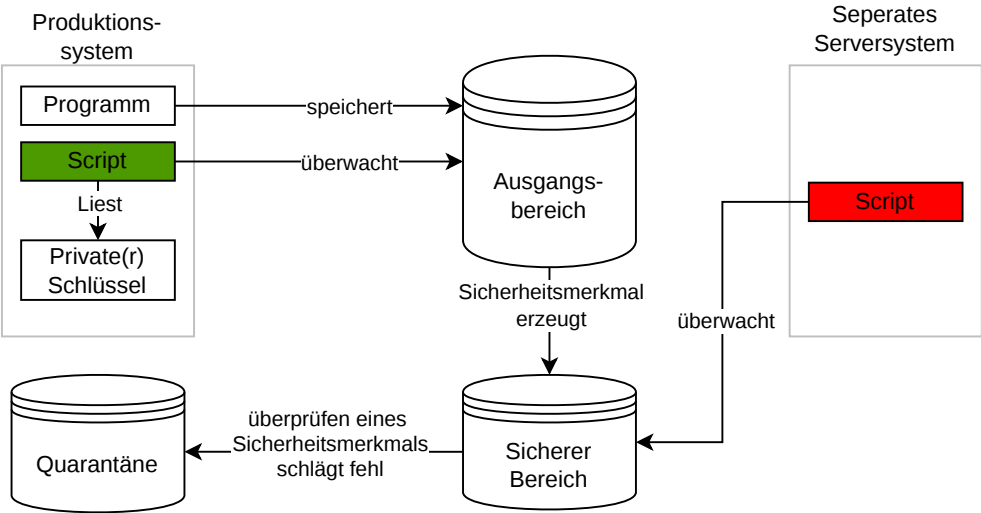 Produktions-
system
Seperates
Serversystem
Programm
speichert
Script
überwacht
Ausgangs-
bereich
Script
Liest
Private(r)
Schlüssel
Sicherheitsmerkmal
erzeugt
überwacht
Quarantäne
überprüfen eines
Sicherheitsmerkmals
schlägt fehl
Sicherer
Bereich